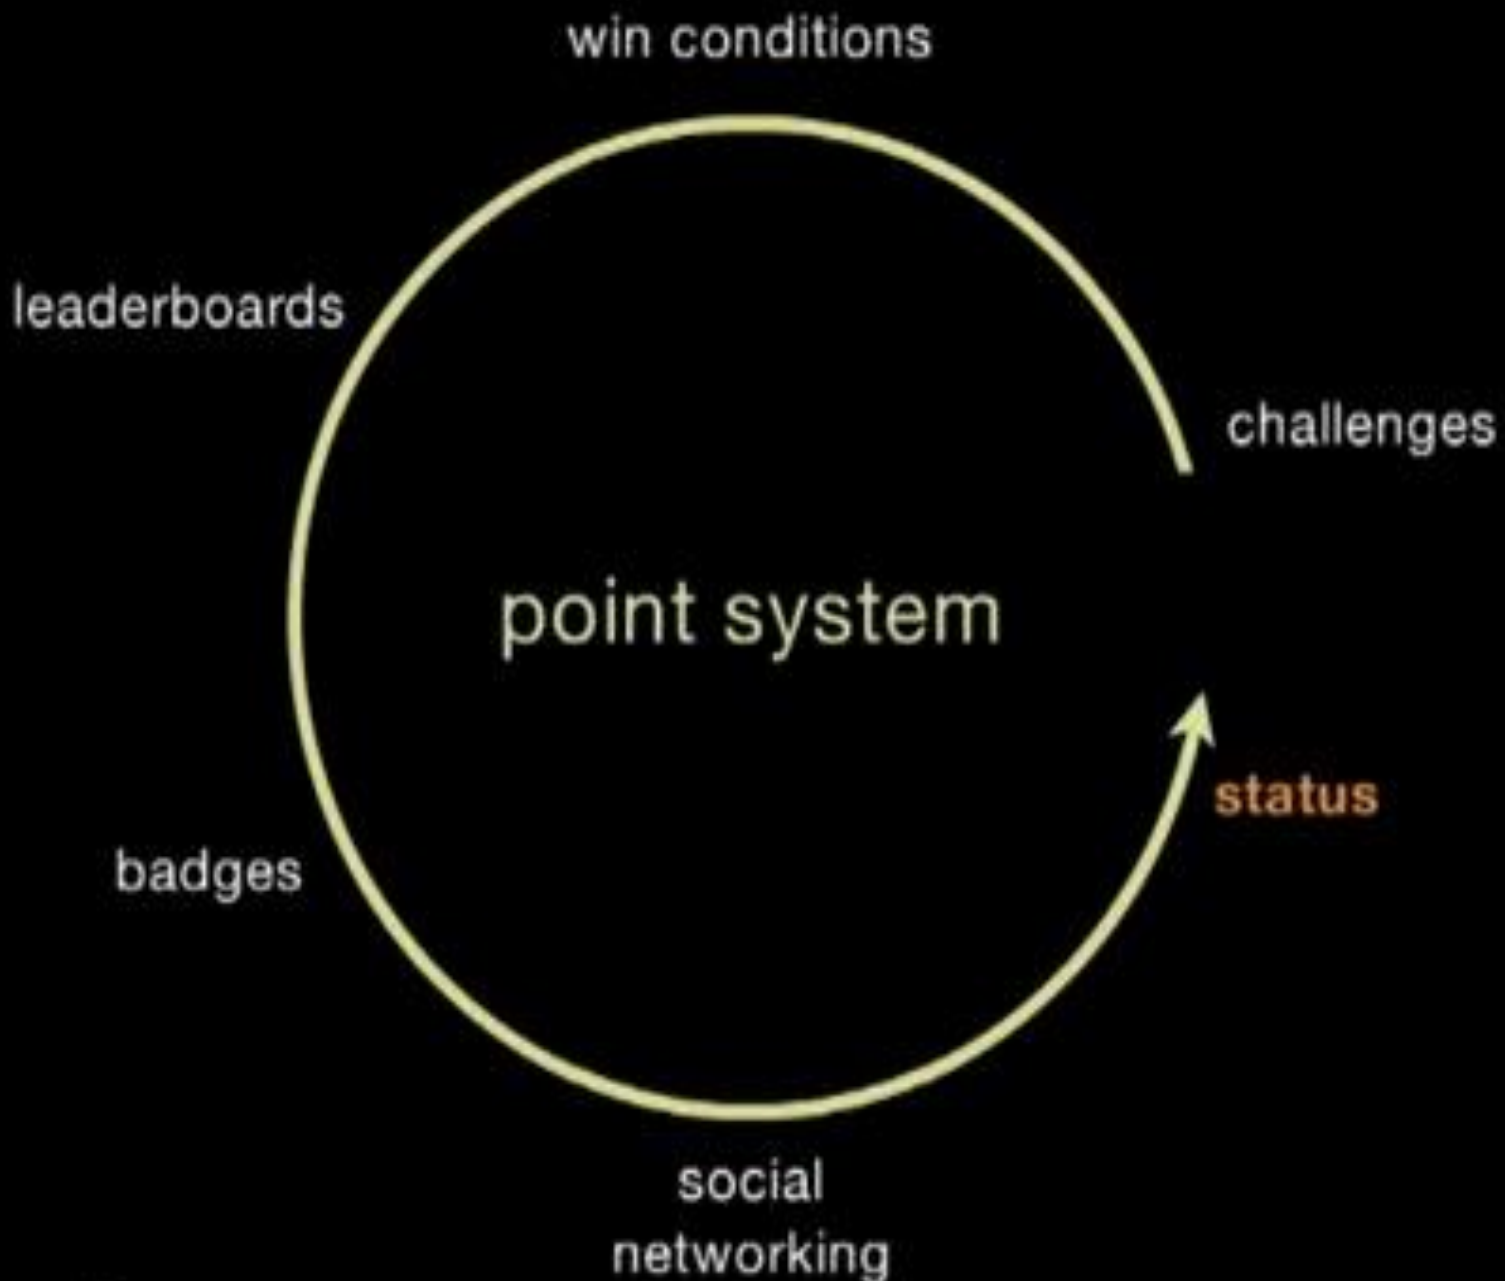 win conditions
leaderboards
challenges
point system
status
badges
social
networking